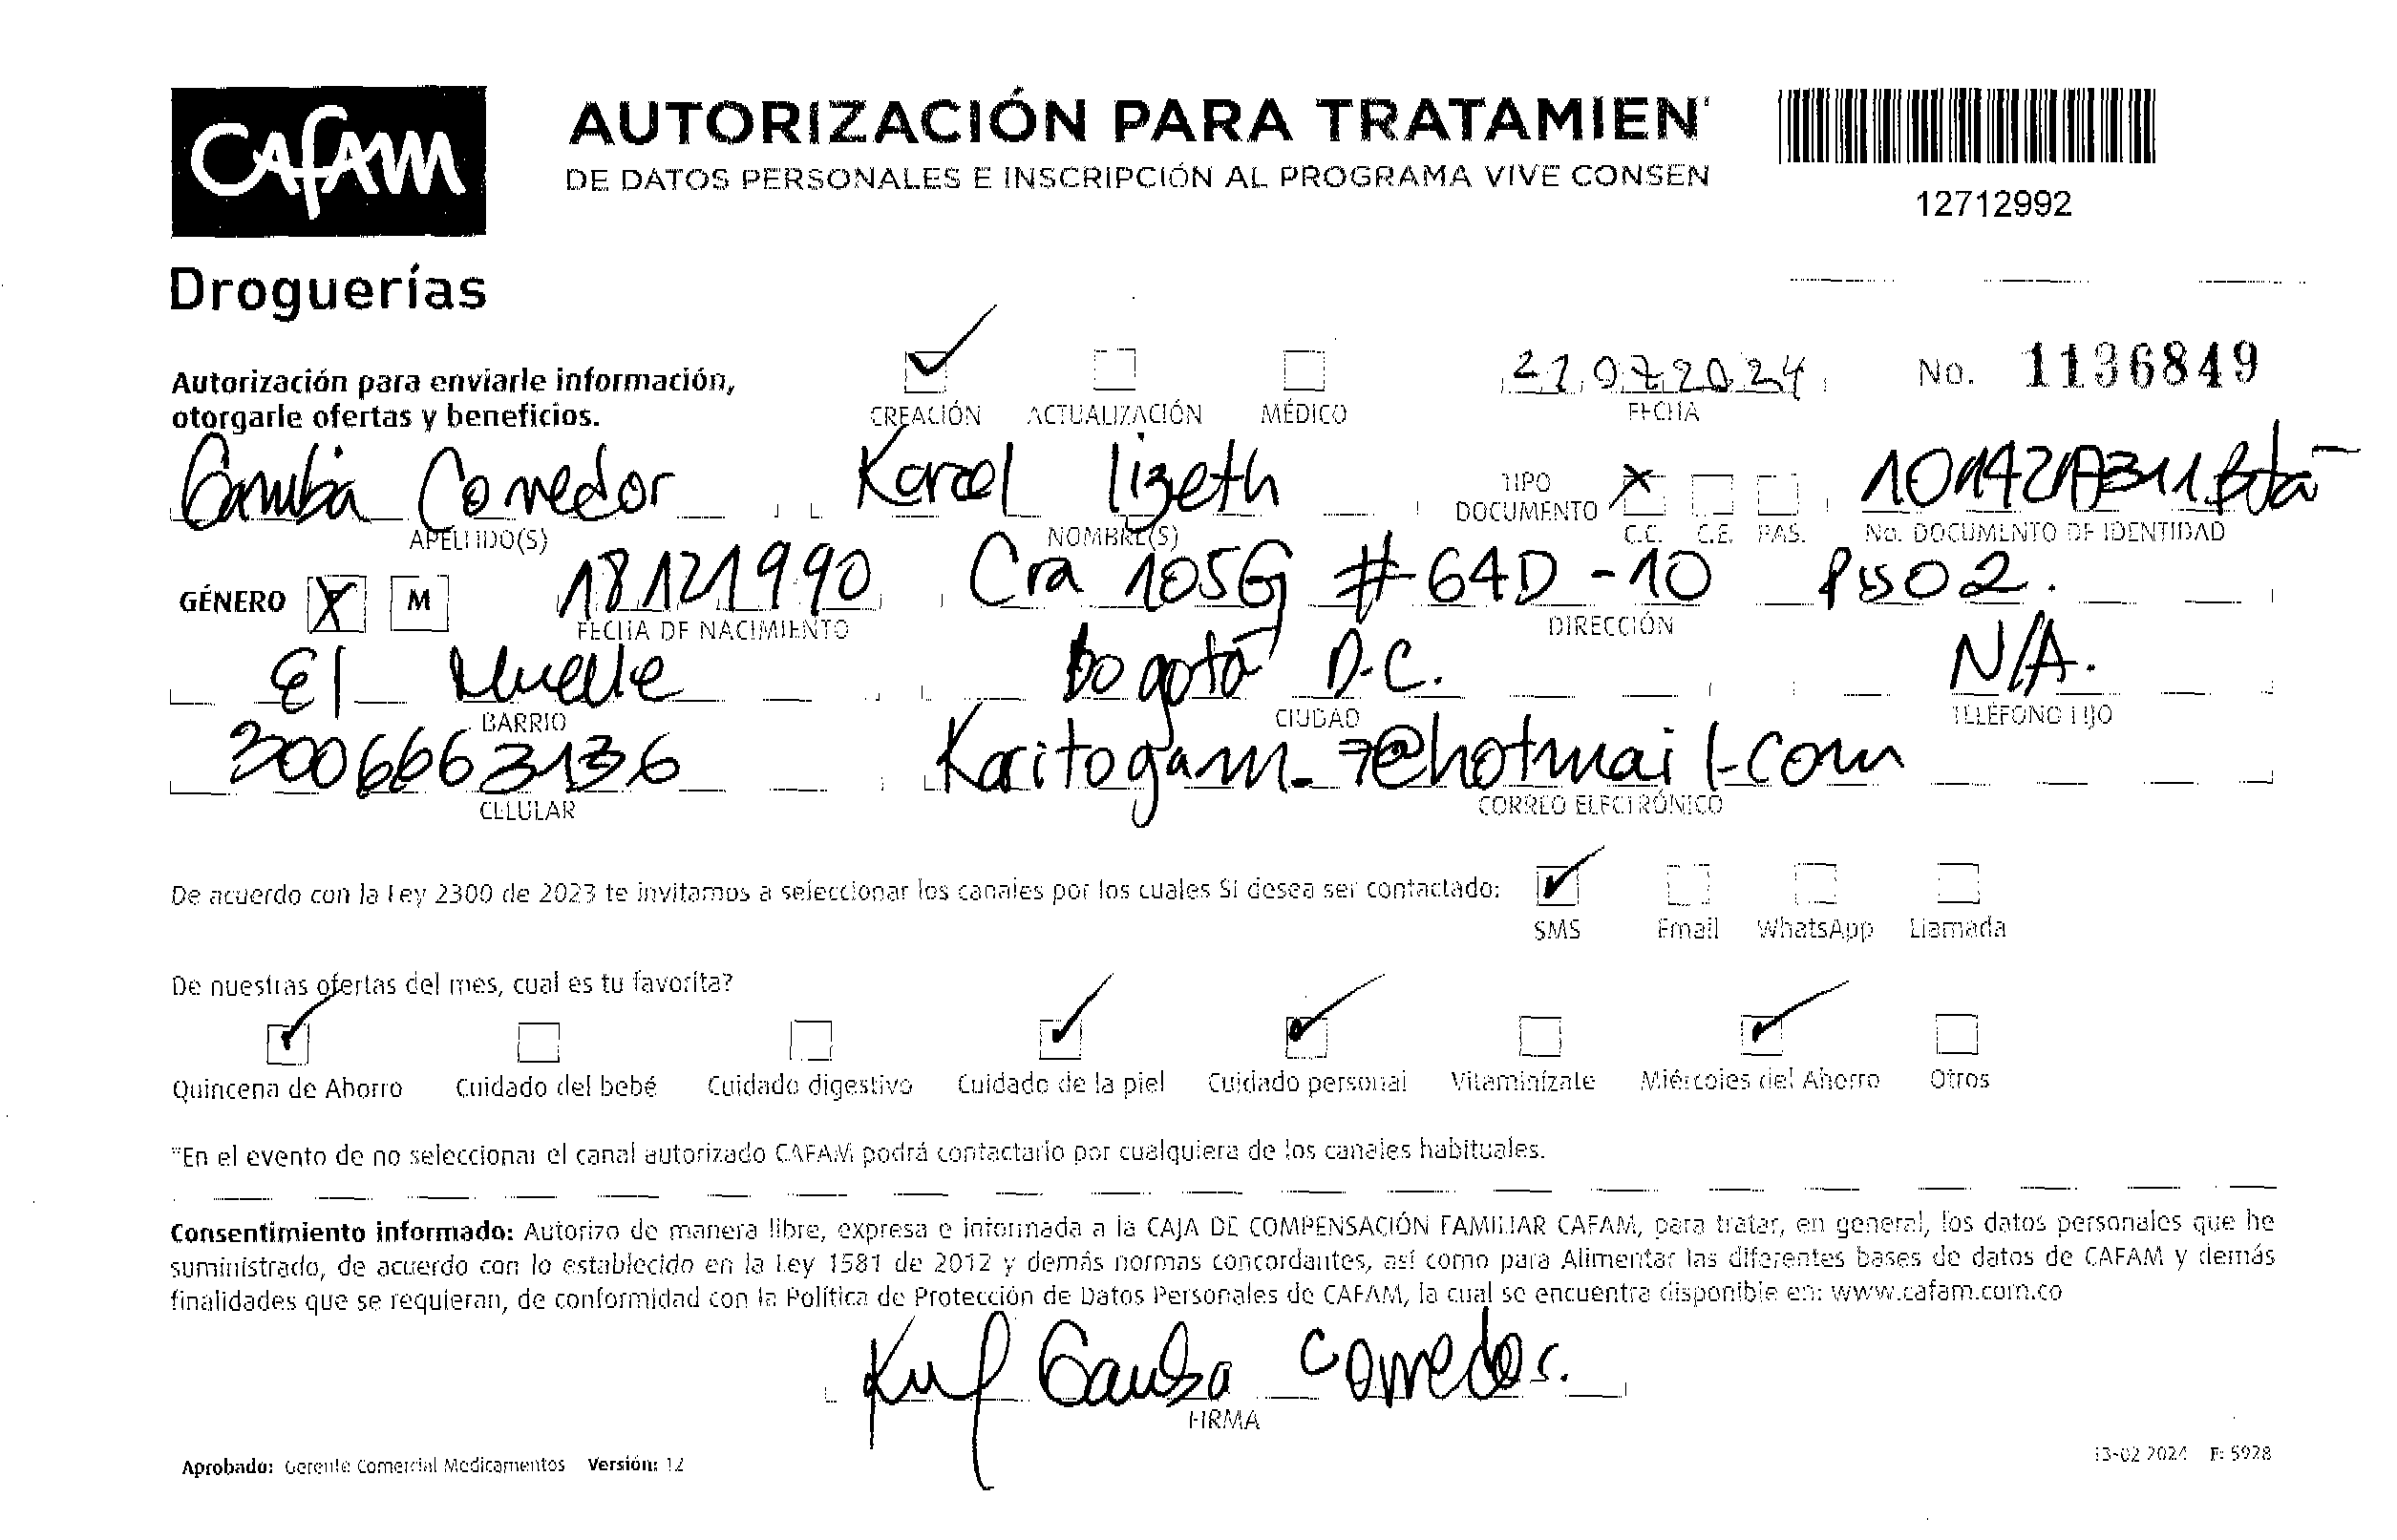 CAFAM
AUTORIZACIÓN PARA TRATAMIEN
DE DATOS PERSONALES E INSCRIPCIÓN AL PROGRAMA VIVE CONSEN
12712992
Droguerías
Autorización para enviarle información,
otorgarle ofertas y beneficios.
CREACIÓN ACTUALIZACIÓN MÉDICO
21072024
FECHA
No. 1136849
Gamba Corredor Karol lizeth
TIPO DOCUMENTO C.C. C.E. PAS.
APELLIDO(S) NOMBRE(S) No. DOCUMENTO DE IDENTIDAD
GÉNERO M 18121990 Cra 105G # 64D - 10 Piso 2.
FECHA DE NACIMIENTO DIRECCIÓN
El Muelle bogotá D.C. N/A.
BARRIO CIUDAD TELÉFONO FIJO
3006663136 Karitogam_7@hotmail.com
CELULAR CORREO ELECTRÓNICO
De acuerdo con la Ley 2300 de 2023 te invitamos a seleccionar los canales por los cuales SI desea ser contactado:
SMS Email WhatsApp Llamada
De nuestras ofertas del mes, cual es tu favorita?
Quincena de Ahorro Cuidado del bebé Cuidado digestivo Cuidado de la piel Cuidado personal Vitaminízate Miércoles del Ahorro Otros
"En el evento de no seleccionar el canal autorizado CAFAM podrá contactarlo por cualquiera de los canales habituales.
Consentimiento informado: Autorizo de manera libre, expresa e informada a la CAJA DE COMPENSACIÓN FAMILIAR CAFAM, para tratar, en general, los datos personales que he
suministrado, de acuerdo con lo establecido en la Ley 1581 de 2012 y demás normas concordantes, así como para Alimentar las diferentes bases de datos de CAFAM y demás
finalidades que se requieran, de conformidad con la Política de Protección de Datos Personales de CAFAM, la cual se encuentra disponible en: www.cafam.com.co
Gamba Corredor.
FIRMA
Aprobado: Gerente Comercial Medicamentos Versión: 12
13-02 2024 F: 5928